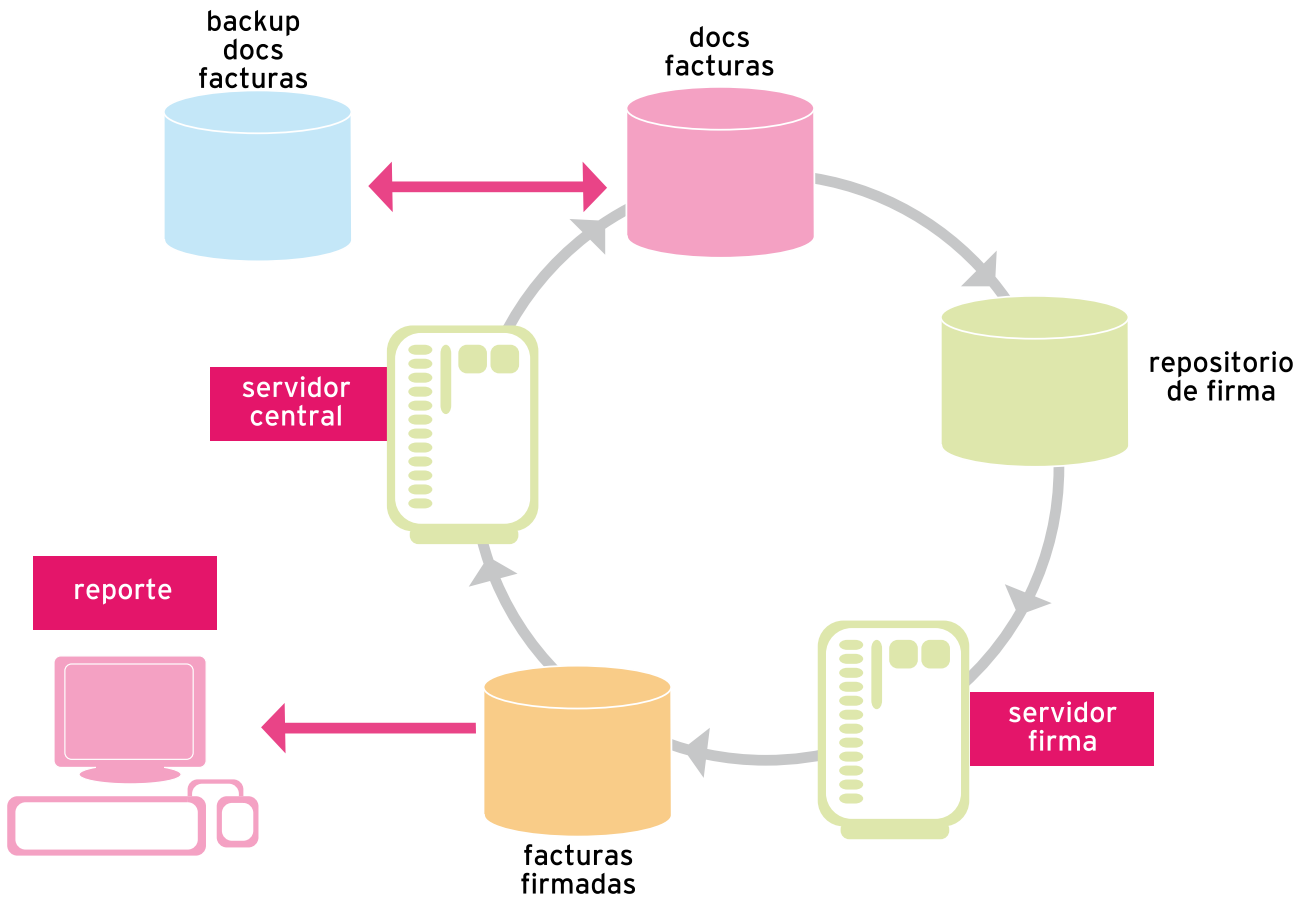 backup
docs
facturas
docs
facturas
repositorio
de firma
servidor
central
reporte
servidor
firma
facturas
firmadas